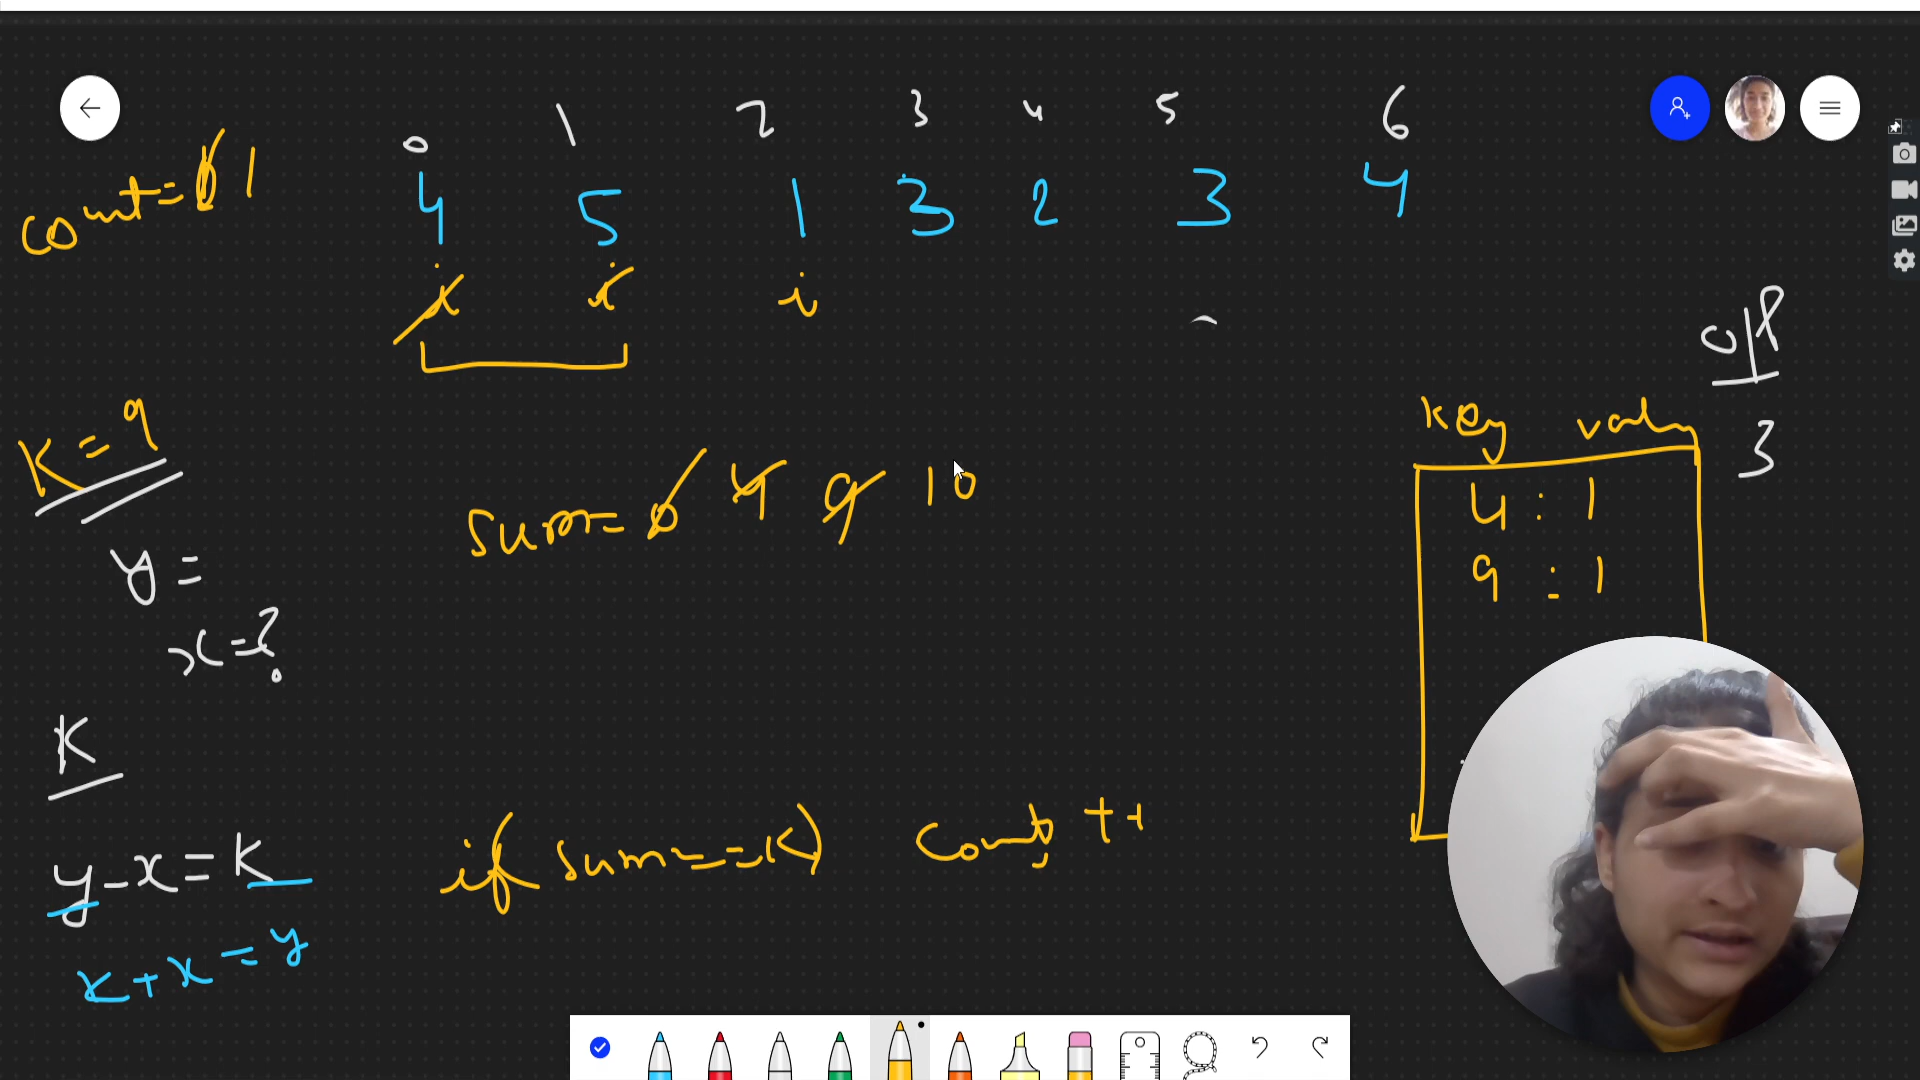 0 1 2 3 4 5 6
count = 0 1
4 5 1 3 2 3 4
i i i
o/p
3
K = 9
key value
4 : 1
9 : 1
sum = 0 4 9 10
y =
x = ?
K
y - x = K
K + x = y
if sum == K) Count ++